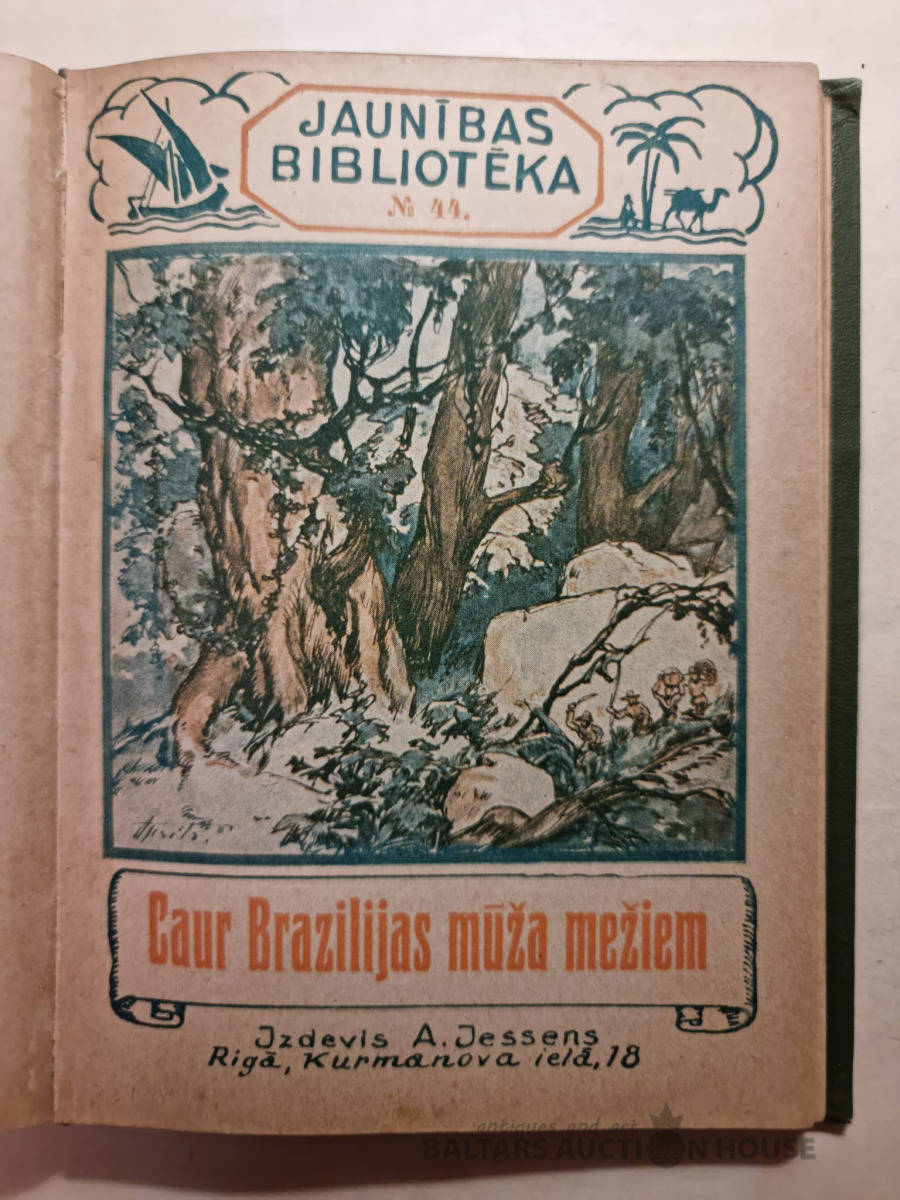 JAUNĪBAS
BIBLIOTĒKA
№ 44.
Caur Brazilijas mūža mežiem
Izdevis A. Jessens
Rigā, Kurmanova ielā, 18
antiques and art
BALTARS AUCTION HOUSE